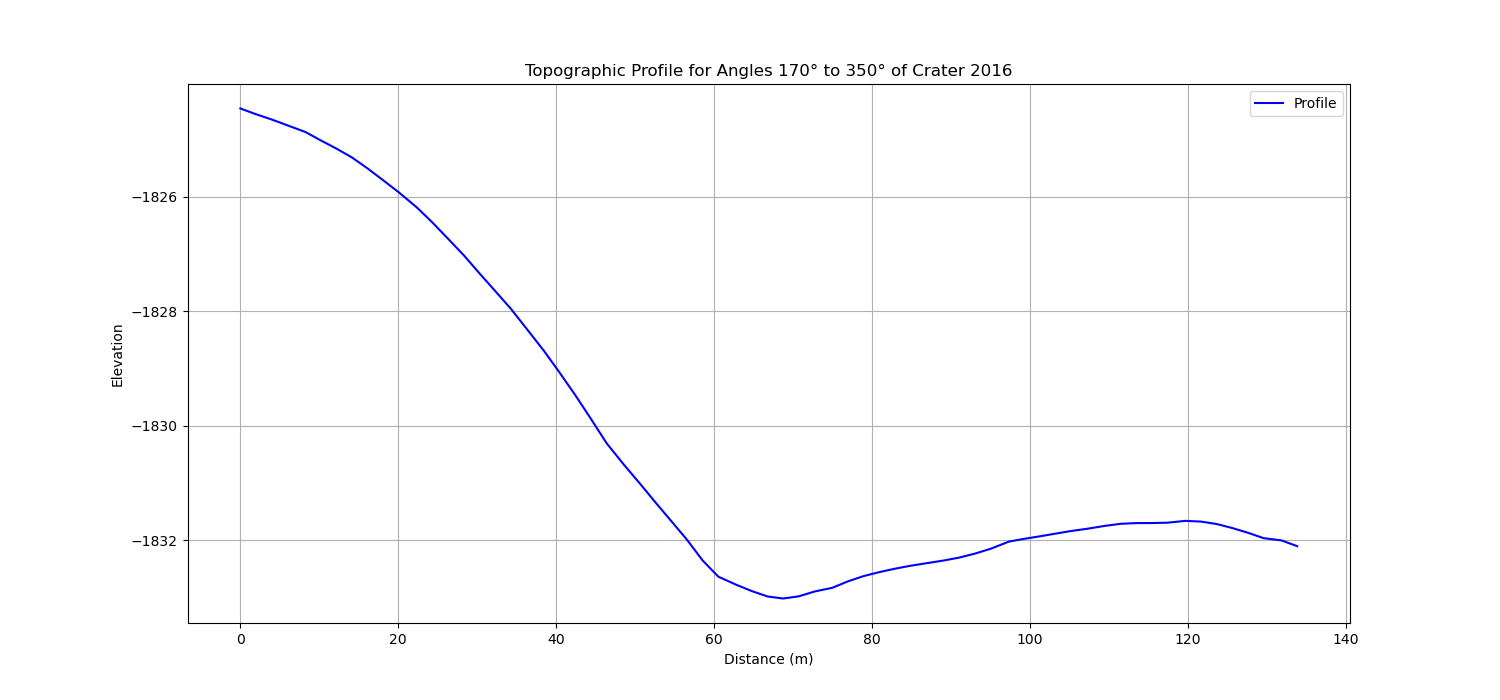 Topographic Profile for Angles 170° to 350° of Crater 2016
Profile
−1826
−1828
−1830
−1832
Elevation
0 20 40 60 80 100 120 140
Distance (m)